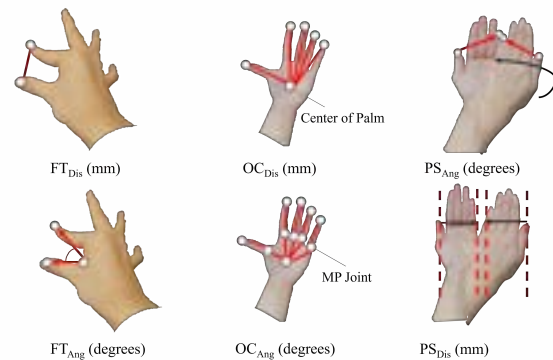 Center of Palm
FT_Dis (mm)
OC_Dis (mm)
PS_Ang (degrees)
MP Joint
FT_Ang (degrees)
OC_Ang (degrees)
PS_Dis (mm)